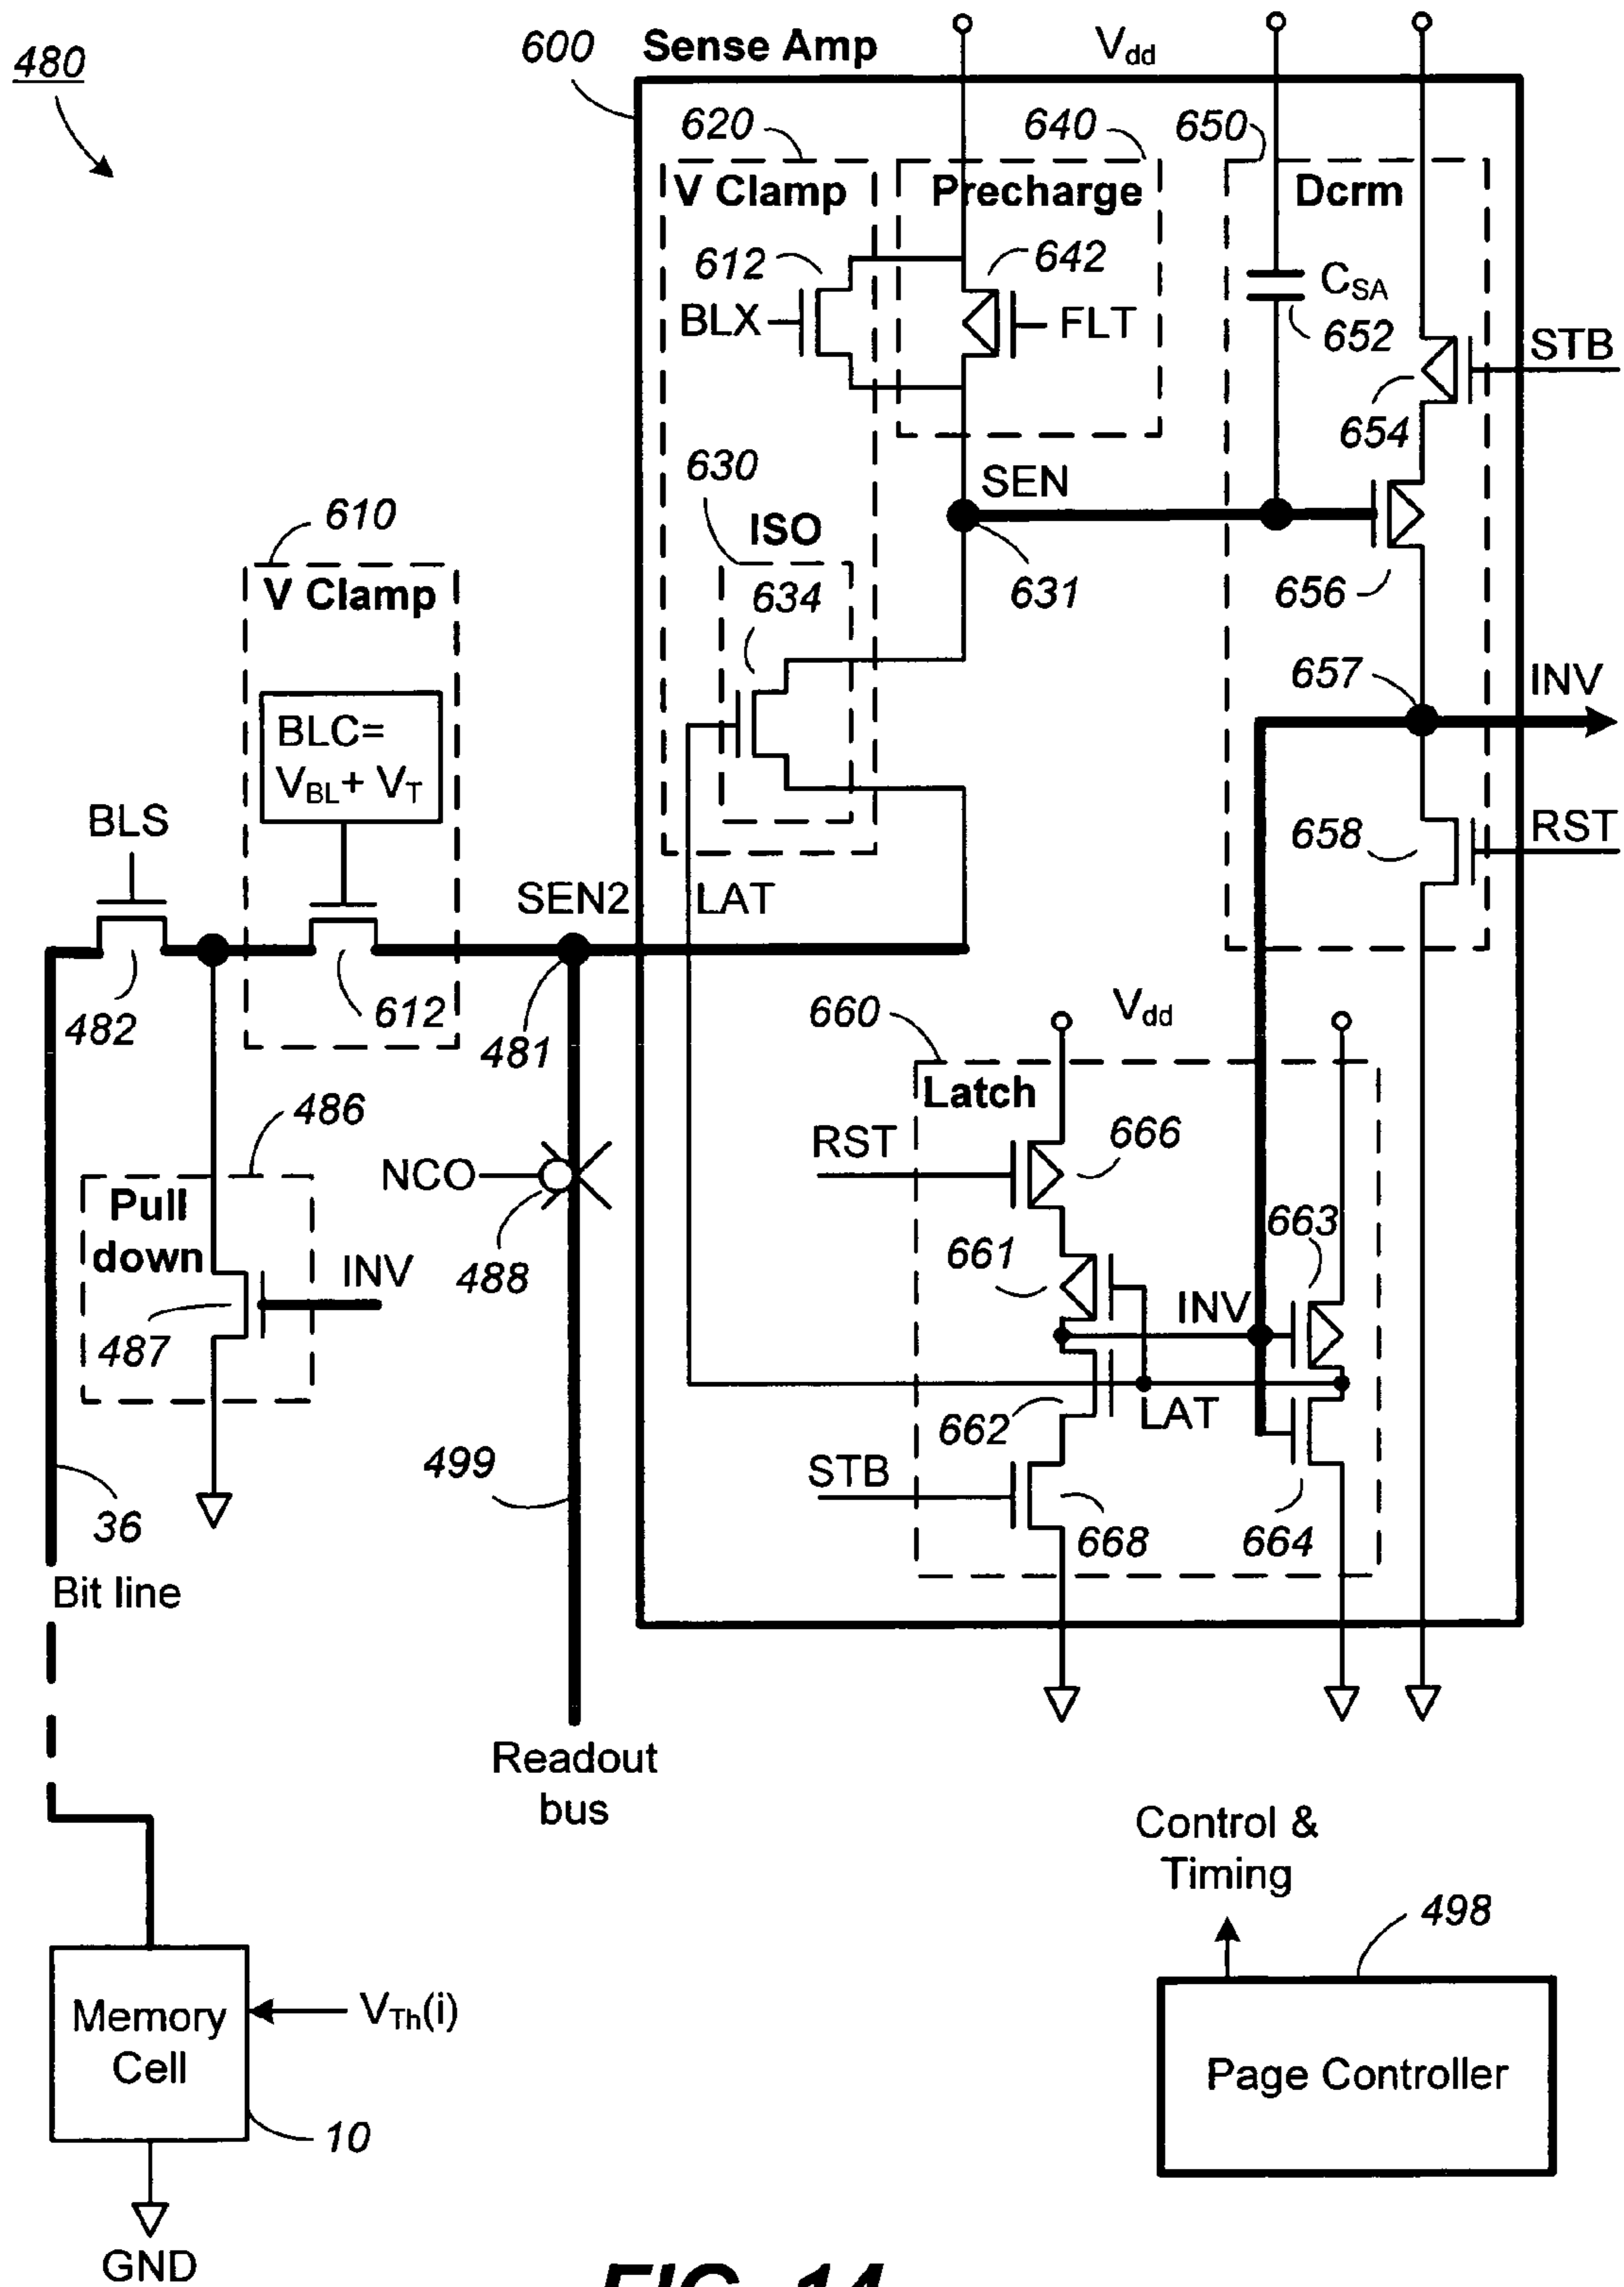 480
600
Sense Amp
Vdd
620
640
650
V Clamp
Precharge
Dcrm
612
642
CSA
BLX
FLT
652
STB
654
630
SEN
610
ISO
V Clamp
634
631
656
657
INV
BLC=
VBL+ VT
BLS
658
RST
SEN2
LAT
482
612
481
660
Vdd
Latch
486
RST
666
NCO
Pull
down
663
661
INV
488
INV
487
662
LAT
499
STB
36
668
664
Bit line
Readout
bus
Control &
Timing
498
Memory
Cell
VTh(i)
Page Controller
10
GND
FIG. 14